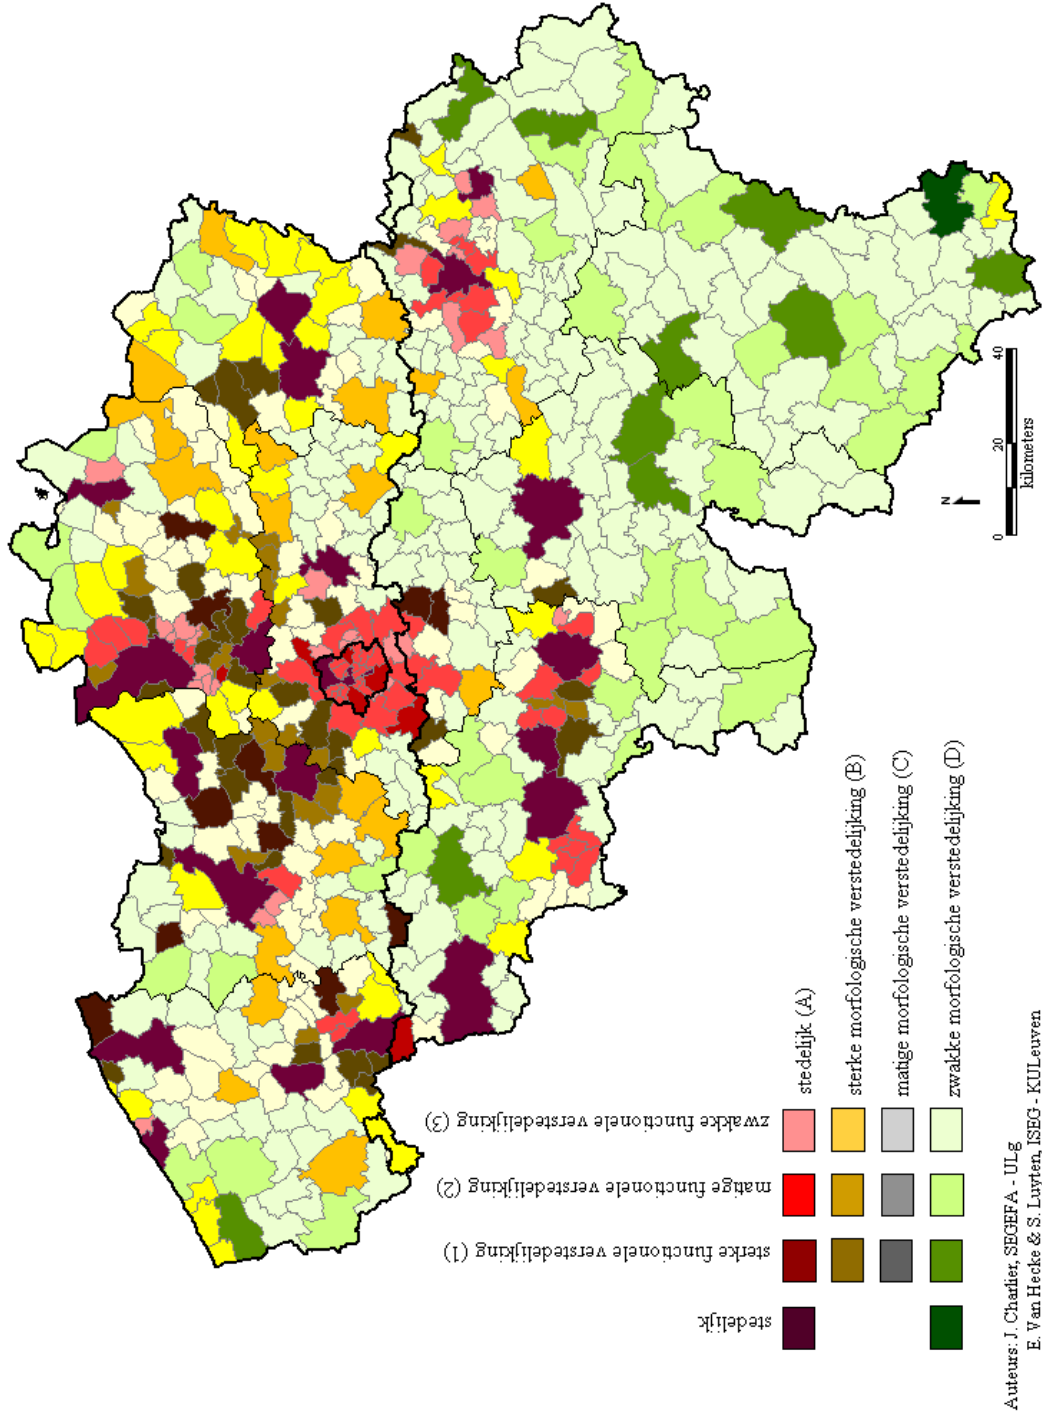 N
0 20 40
kilometers
stedelijk
sterke functionele verstedelijking (1)
matige functionele verstedelijking (2)
zwakke functionele verstedelijking (3)
stedelijk (A)
sterke morfologische verstedelijking (B)
matige morfologische verstedelijking (C)
zwakke morfologische verstedelijking (D)
Auteurs: J. Charlier, SEGEFA - ULg
E. Van Hecke & S. Luyten, ISEG - KULeuven